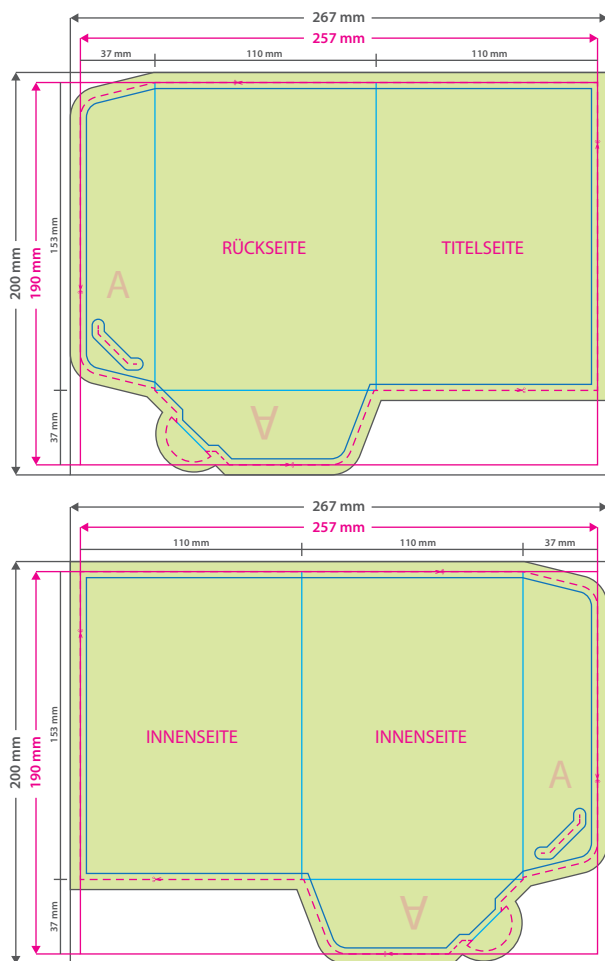 267 mm
257 mm
37 mm 110 mm 110 mm
200 mm
190 mm
153 mm
RÜCKSEITE TITELSEITE
A
37 mm
A
267 mm
257 mm
110 mm 110 mm 37 mm
200 mm
190 mm
153 mm
INNENSEITE INNENSEITE
A
37 mm
A